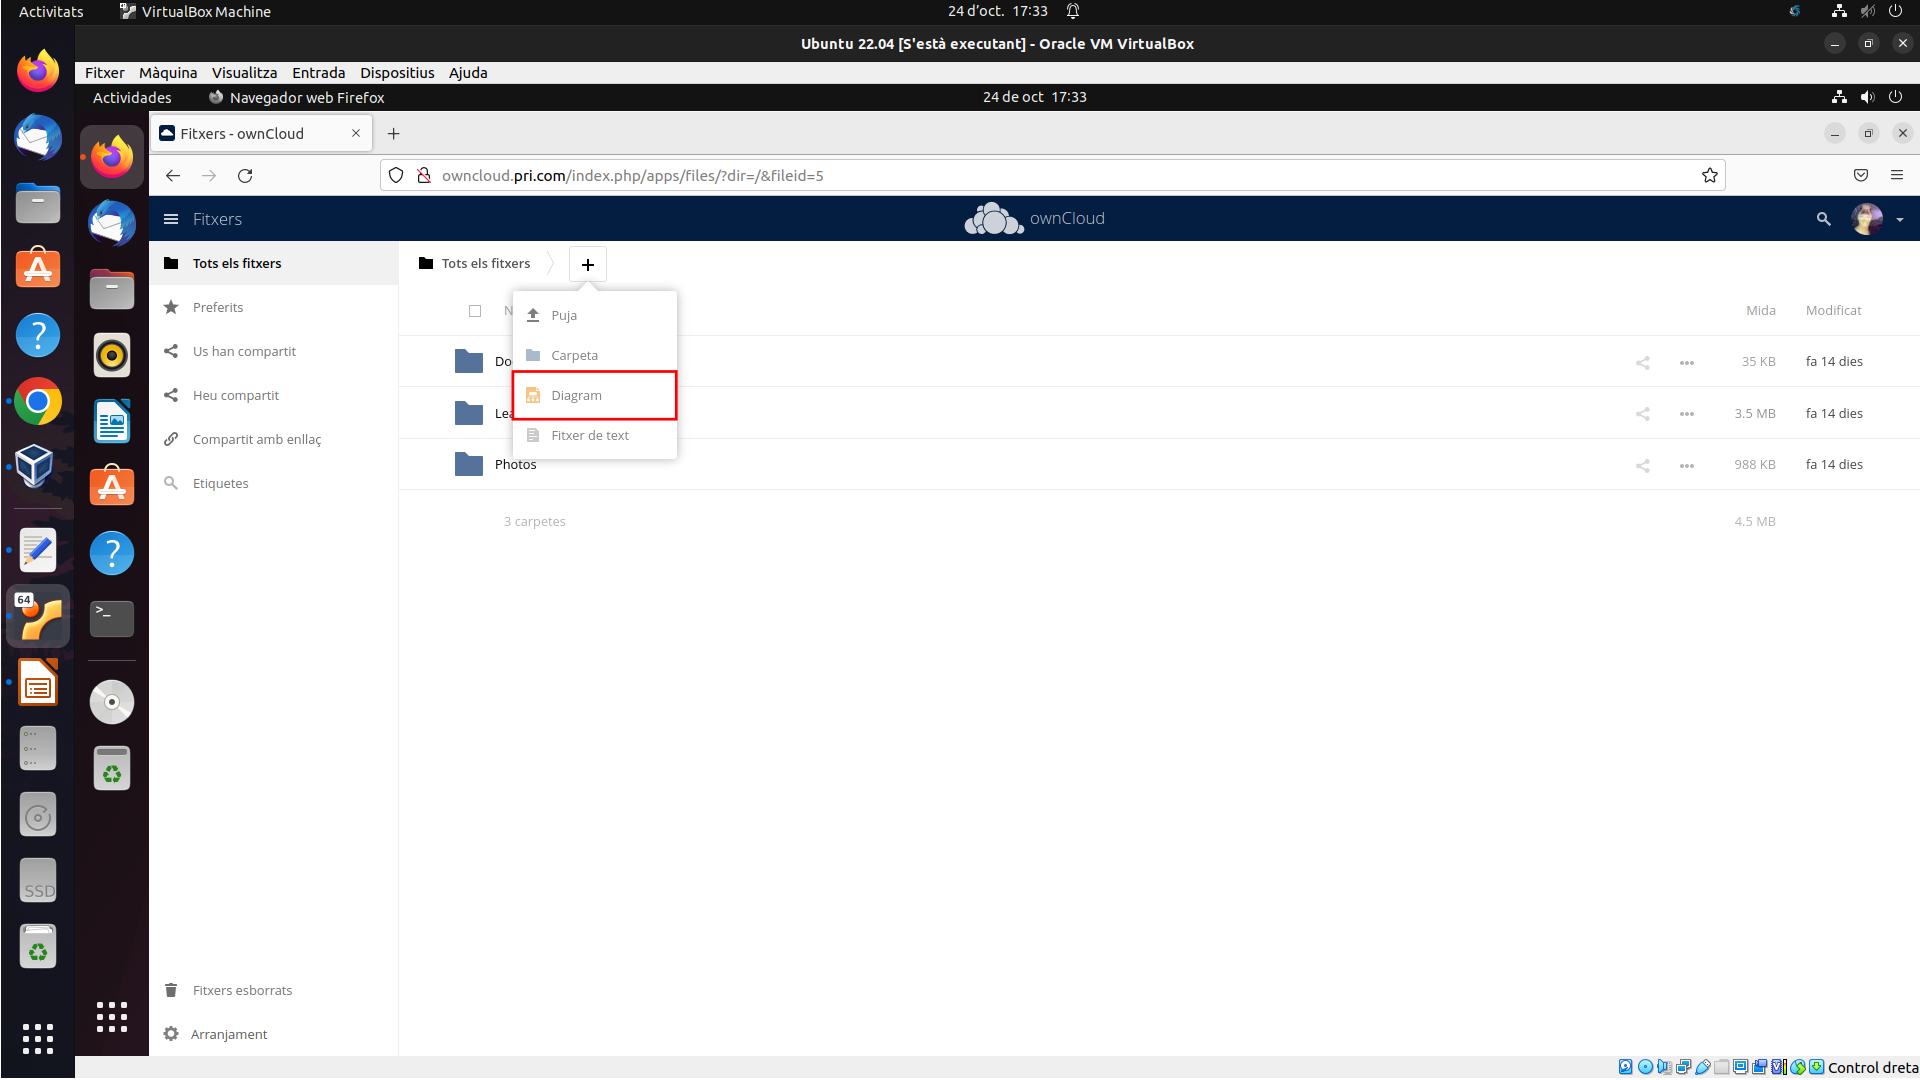 Activitats VirtualBox Machine 24 d'oct. 17:33
Ubuntu 22.04 [S'està executant] - Oracle VM VirtualBox
Fitxer Màquina Visualitza Entrada Dispositius Ajuda
Actividades Navegador web Firefox 24 de oct 17:33
Fitxers - ownCloud
owncloud.pri.com/index.php/apps/files/?dir=/&fileid=5
Fitxers ownCloud
Tots els fitxers
Preferits
Us han compartit
Heu compartit
Compartit amb enllaç
Etiquetes
Fitxers esborrats
Arranjament
Tots els fitxers +
N Mida Modificat
Puja
Carpeta
Diagram
Fitxer de text
Do 35 KB fa 14 dies
Lea 3.5 MB fa 14 dies
Photos 988 KB fa 14 dies
3 carpetes 4.5 MB
64
SSD
Control dreta